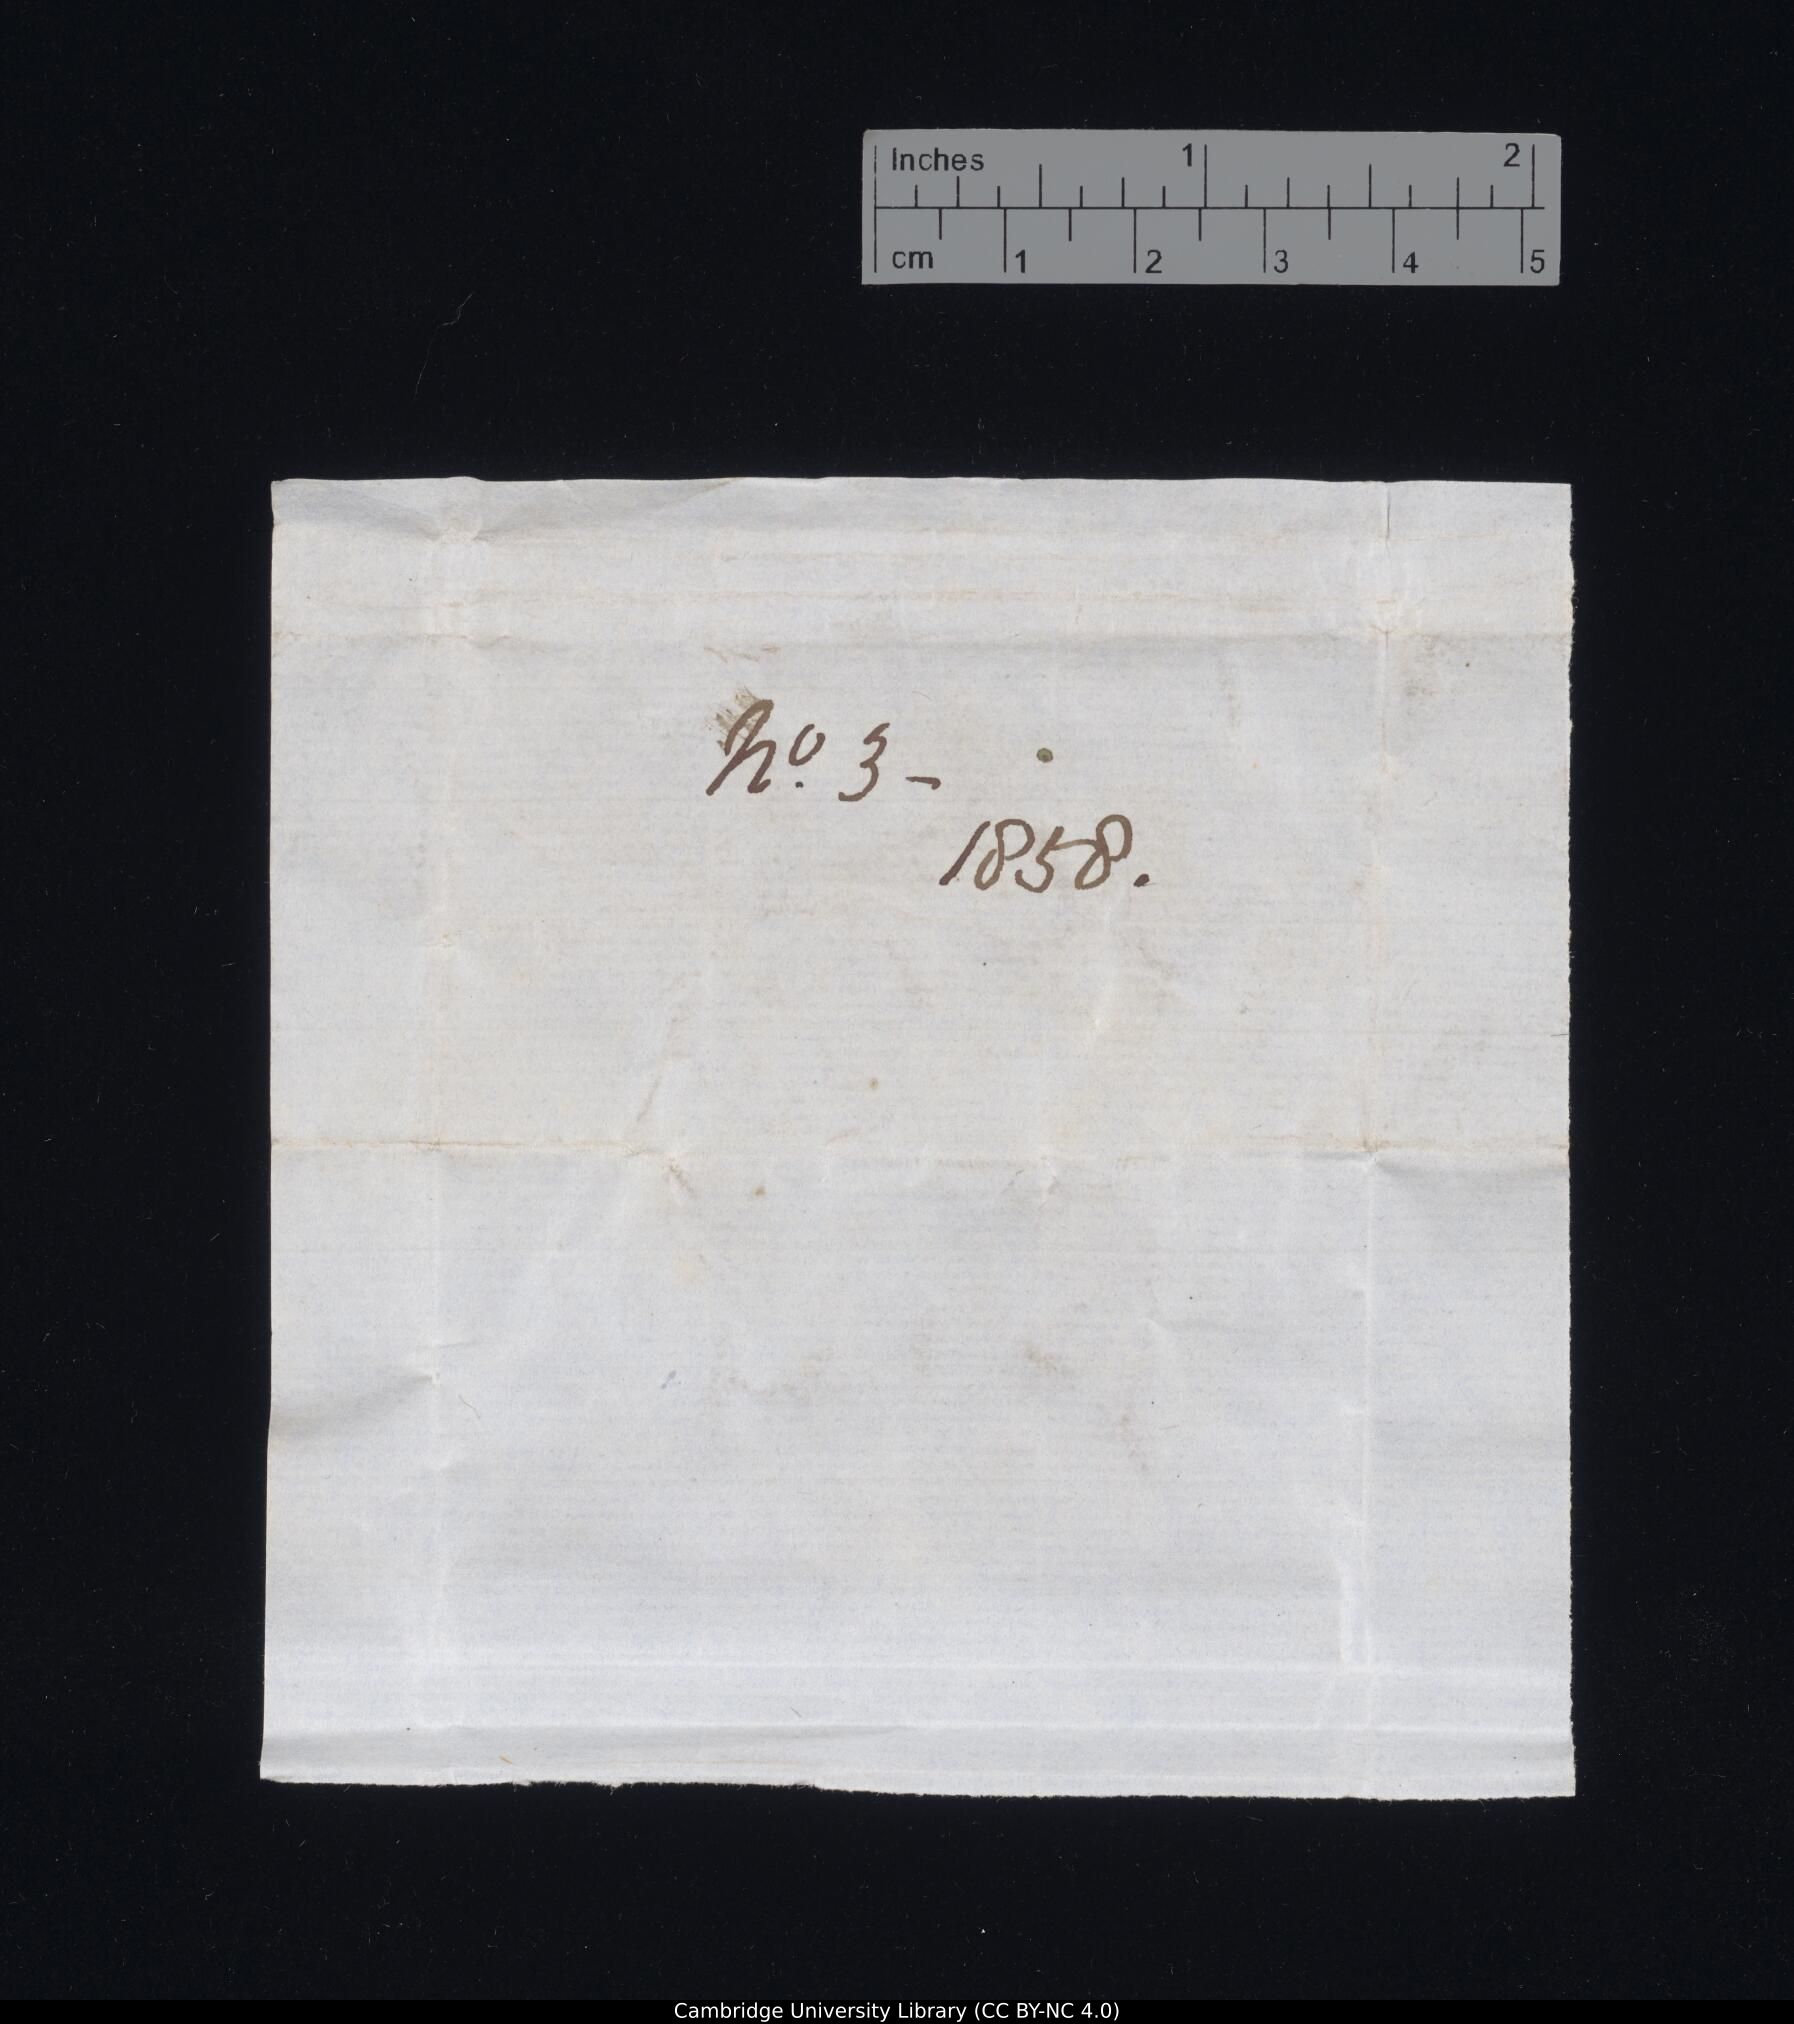 Inches 1 2
cm 1 2 3 4 5
No. 3 -
1858.
Cambridge University Library (CC BY-NC 4.0)